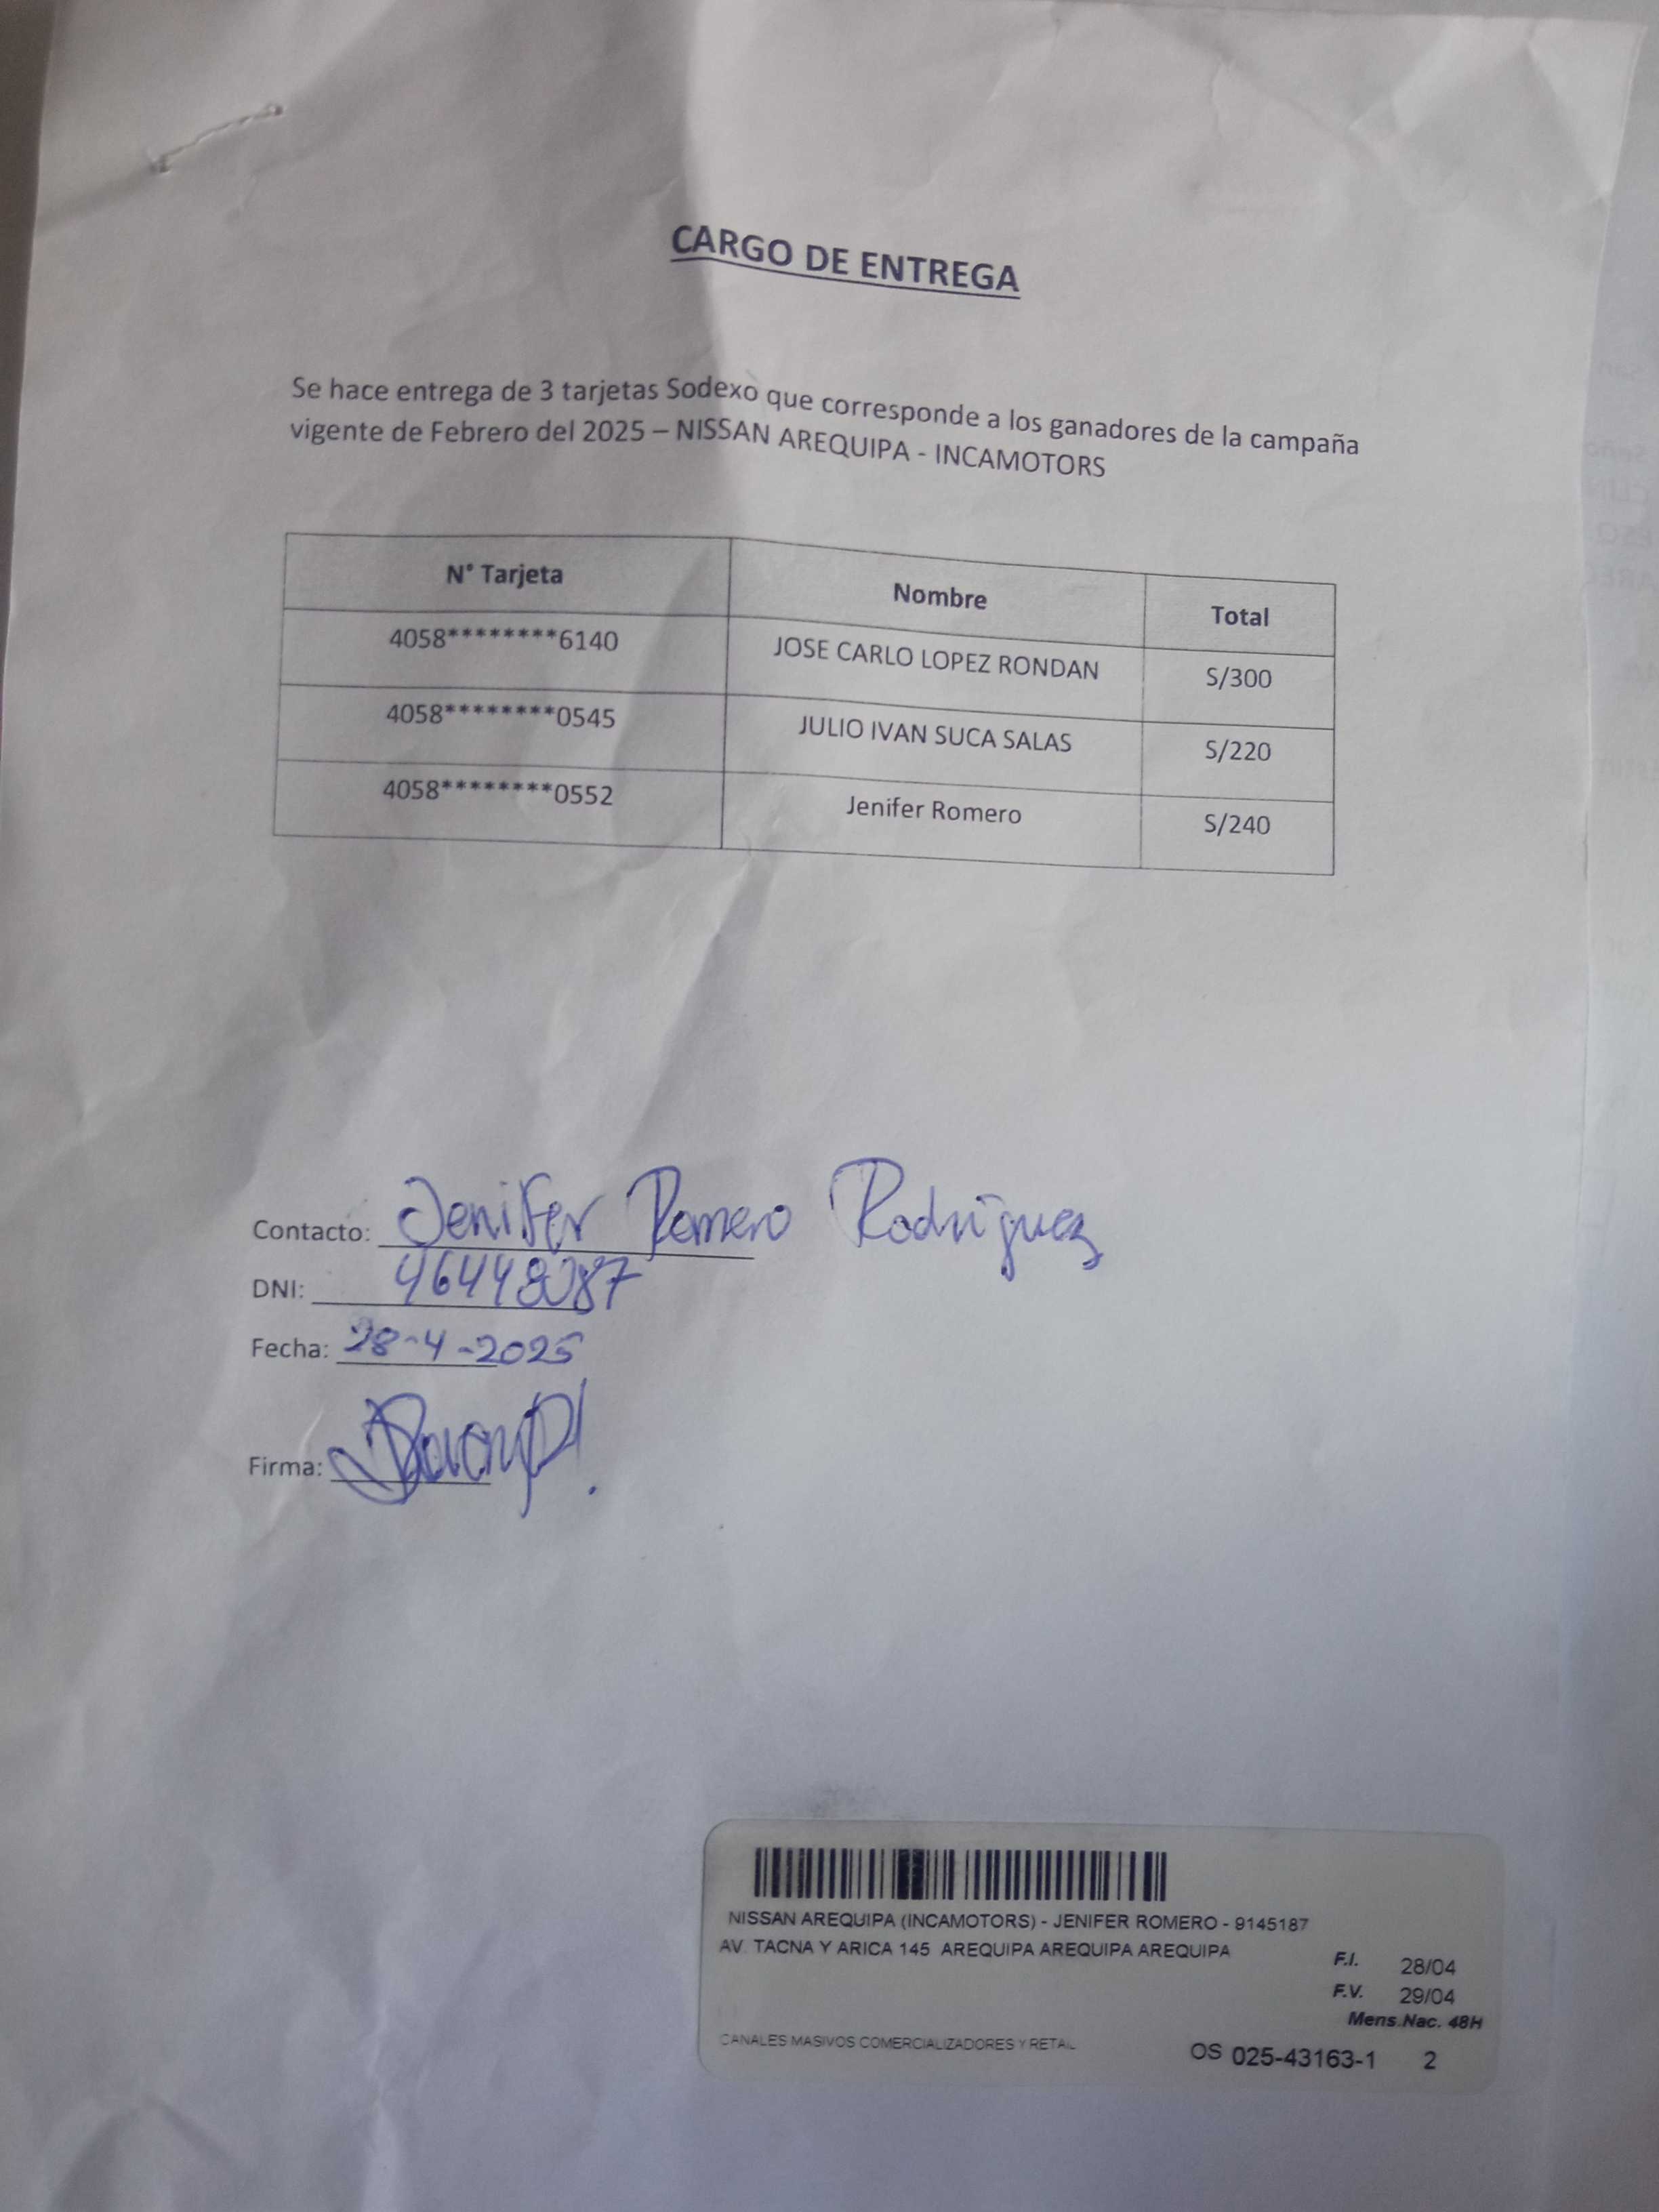 CARGO DE ENTREGA
Se hace entrega de 3 tarjetas Sodexo que corresponde a los ganadores de la campaña
vigente de Febrero del 2025 – NISSAN AREQUIPA - INCAMOTORS
N° Tarjeta Nombre Total
4058********6140 JOSE CARLO LOPEZ RONDAN S/300
4058********0545 JULIO IVAN SUCA SALAS S/220
4058********0552 Jenifer Romero S/240
Contacto: Jenifer Romero Rodriguez
DNI:
Fecha: 28-4-2025
Firma:
NISSAN AREQUIPA (INCAMOTORS) - JENIFER ROMERO - 9145187
AV. TACNA Y ARICA 145 AREQUIPA AREQUIPA AREQUIPA
F.I. 28/04
F.V. 29/04
Mens.Nac. 48H
CANALES MASIVOS COMERCIALIZADORES Y RETAIL
OS 025-43163-1 2